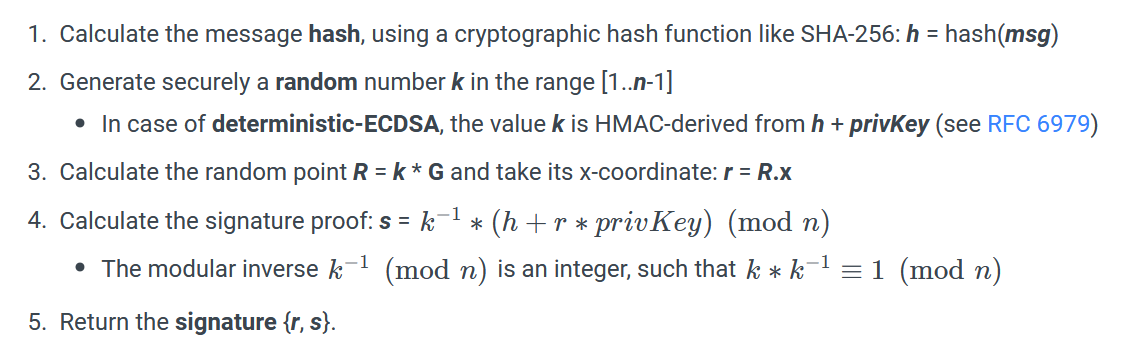 1. Calculate the message hash, using a cryptographic hash function like SHA-256: h = hash(msg)
2. Generate securely a random number k in the range [1..n-1]
• In case of deterministic-ECDSA, the value k is HMAC-derived from h + privKey (see RFC 6979)
3. Calculate the random point R = k * G and take its x-coordinate: r = R.x
4. Calculate the signature proof: s = k⁻¹ * (h + r * privKey) (mod n)
• The modular inverse k⁻¹ (mod n) is an integer, such that k * k⁻¹ ≡ 1 (mod n)
5. Return the signature {r, s}.